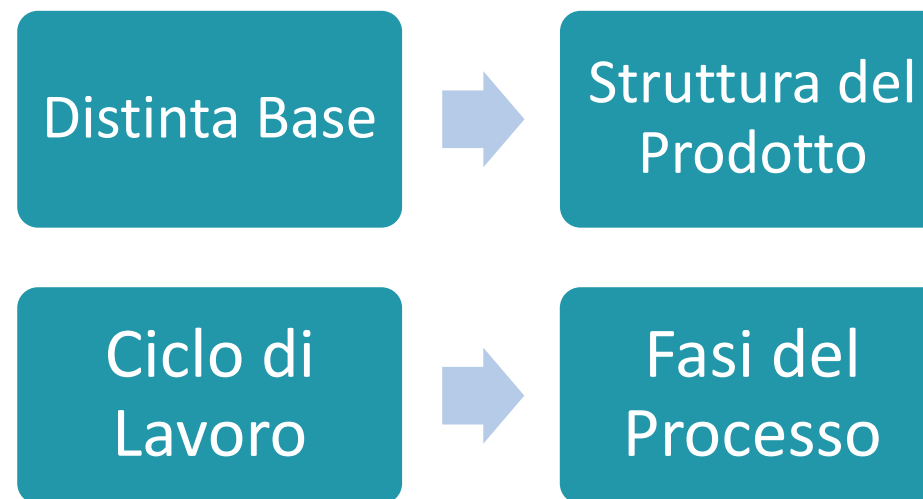 Distinta Base
Struttura del
Prodotto
Ciclo di
Lavoro
Fasi del
Processo